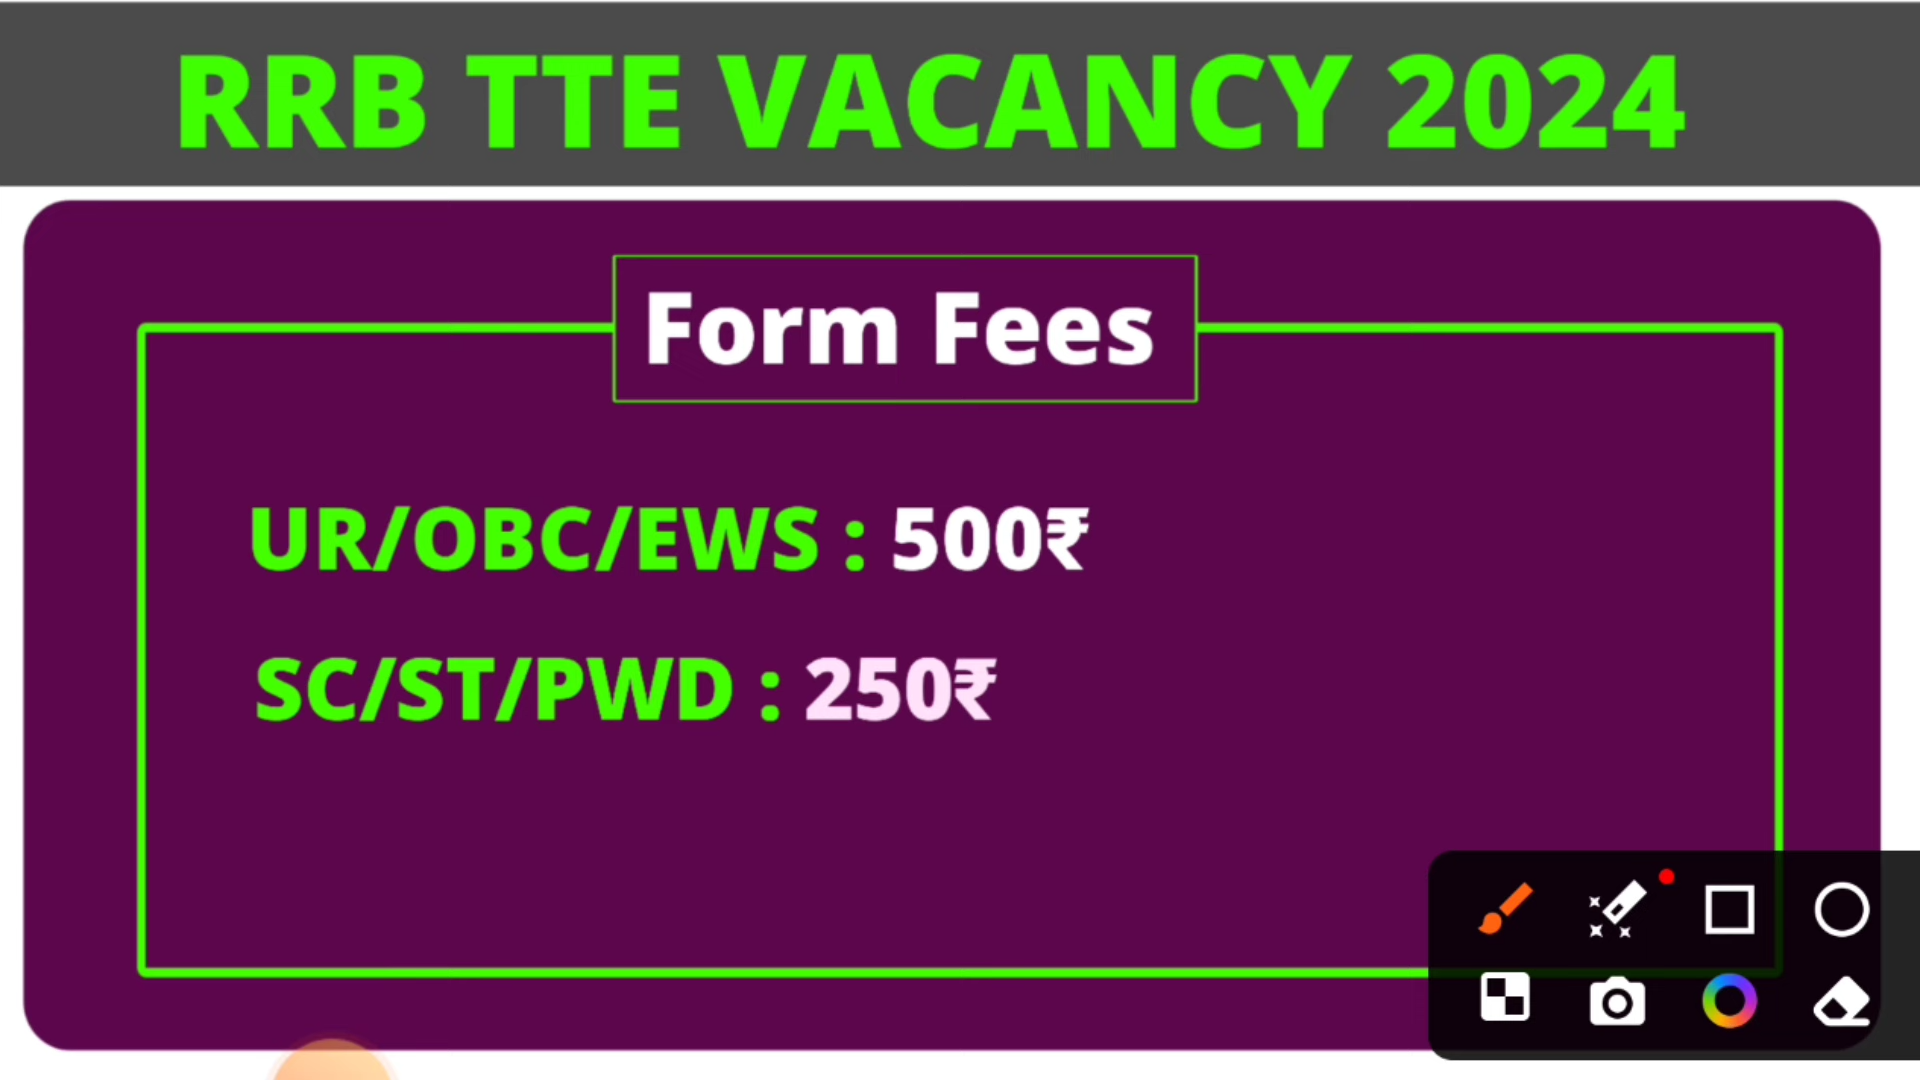 RRB TTE VACANCY 2024
Form Fees
UR/OBC/EWS : 500₹
SC/ST/PWD : 250₹